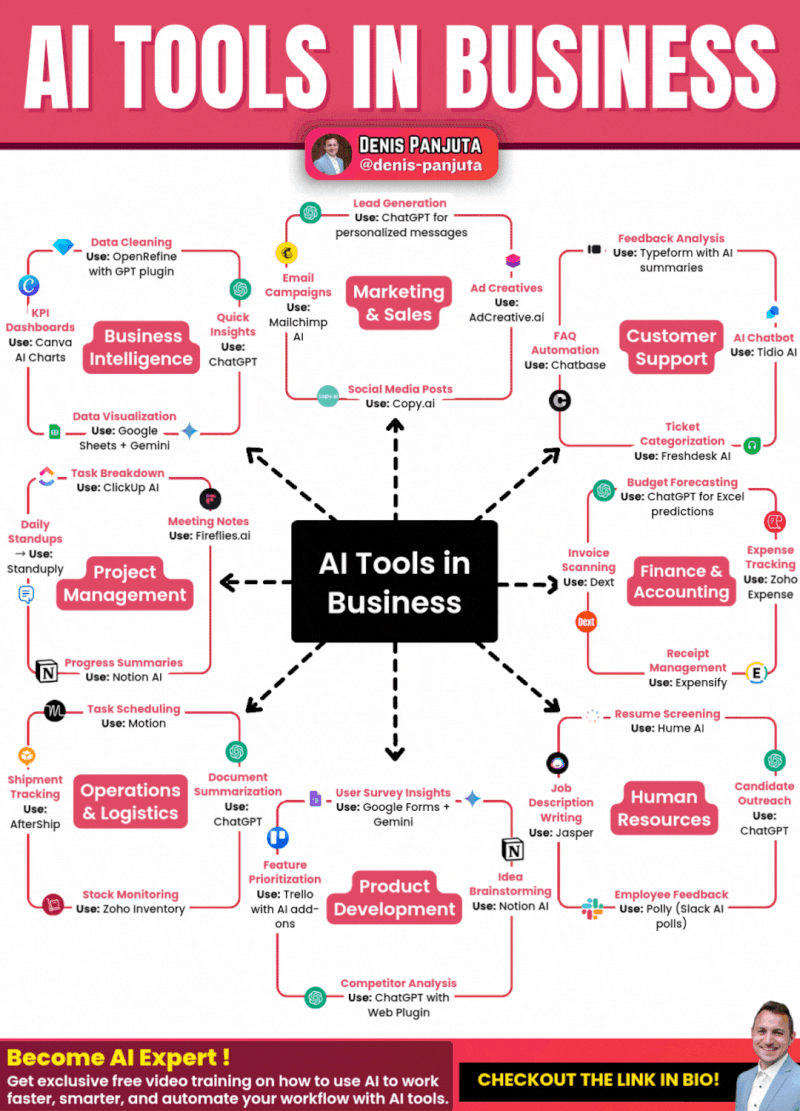 AI TOOLS IN BUSINESS
DENIS PANJUTA
@denis-panjuta
Data Cleaning
Use: OpenRefine
with GPT plugin
KPI
Dashboards
Use: Canva
AI Charts
Business
Intelligence
Quick
Insights
Use:
ChatGPT
Data Visualization
Use: Google
Sheets + Gemini
Lead Generation
Use: ChatGPT for
personalized messages
Email
Campaigns
Use:
Mailchimp
AI
Marketing
& Sales
Ad Creatives
Use:
AdCreative.ai
Social Media Posts
Use: Copy.ai
Feedback Analysis
Use: Typeform with AI
summaries
FAQ
Automation
Use: Chatbase
Customer
Support
AI Chatbot
Use: Tidio AI
C
Ticket
Categorization
Use: Freshdesk AI
Task Breakdown
Use: ClickUp AI
Daily
Standups
→ Use:
Standuply
Project
Management
Meeting Notes
Use: Fireflies.ai
N
Progress Summaries
Use: Notion AI
AI Tools in
Business
Budget Forecasting
Use: ChatGPT for Excel
predictions
Invoice
Scanning
Use: Dext
Dext
Finance &
Accounting
Expense
Tracking
Use: Zoho
Expense
Receipt
Management
Use: Expensify
E
Task Scheduling
Use: Motion
Shipment
Tracking
Use:
AfterShip
Operations
& Logistics
Document
Summarization
Use:
ChatGPT
Stock Monitoring
Use: Zoho Inventory
User Survey Insights
Use: Google Forms +
Gemini
Feature
Prioritization
Use: Trello
with AI add-
ons
Product
Development
N
Idea
Brainstorming
Use: Notion AI
Competitor Analysis
Use: ChatGPT with
Web Plugin
Resume Screening
Use: Hume AI
Job
Description
Writing
Use: Jasper
Human
Resources
Candidate
Outreach
Use:
ChatGPT
Employee Feedback
Use: Polly (Slack AI
polls)
Become AI Expert !
Get exclusive free video training on how to use AI to work
faster, smarter, and automate your workflow with AI tools.
CHECKOUT THE LINK IN BIO!